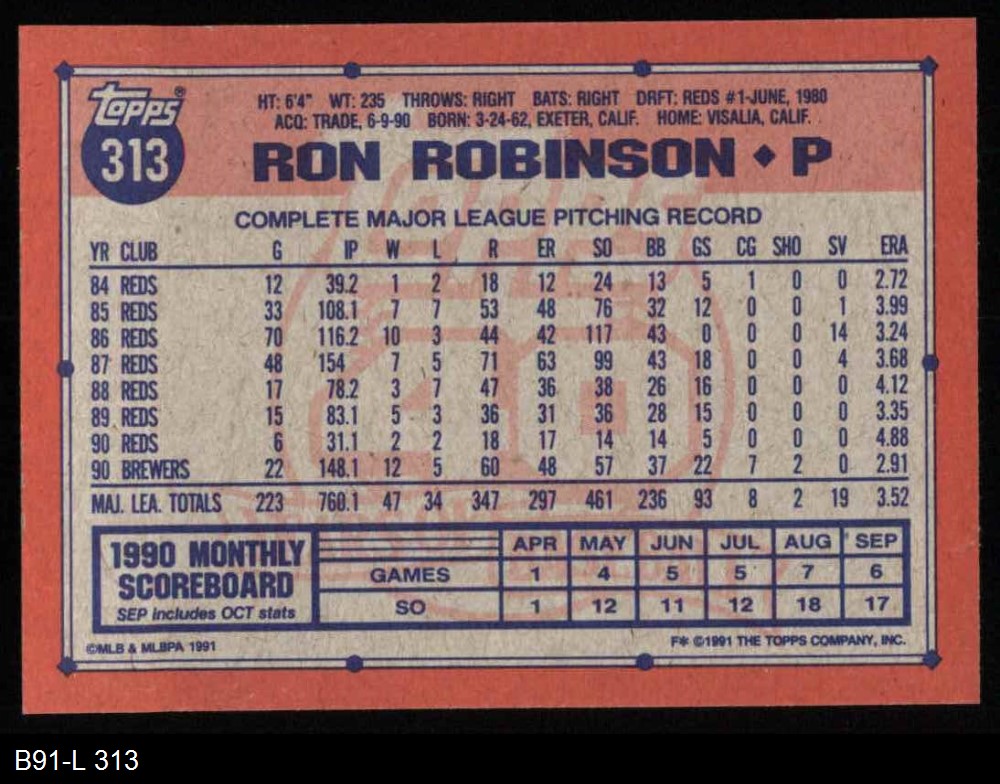 Topps®
313
HT: 6'4" WT: 235 THROWS: RIGHT BATS: RIGHT DRFT: REDS #1-JUNE, 1980
ACQ: TRADE, 6-9-90 BORN: 3-24-62, EXETER, CALIF. HOME: VISALIA, CALIF.
RON ROBINSON ◆ P
COMPLETE MAJOR LEAGUE PITCHING RECORD
YR CLUB G IP W L R ER SO BB GS CG SHO SV ERA
84 REDS 12 39.2 1 2 18 12 24 13 5 1 0 0 2.72
85 REDS 33 108.1 7 7 53 48 76 32 12 0 0 1 3.99
86 REDS 70 116.2 10 3 44 42 117 43 0 0 0 14 3.24
87 REDS 48 154 7 5 71 63 99 43 18 0 0 4 3.68
88 REDS 17 78.2 3 7 47 36 38 26 16 0 0 0 4.12
89 REDS 15 83.1 5 3 36 31 36 28 15 0 0 0 3.35
90 REDS 6 31.1 2 2 18 17 14 14 5 0 0 0 4.88
90 BREWERS 22 148.1 12 5 60 48 57 37 22 7 2 0 2.91
MAJ. LEA. TOTALS 223 760.1 47 34 347 297 461 236 93 8 2 19 3.52
1990 MONTHLY
SCOREBOARD
SEP includes OCT stats
APR MAY JUN JUL AUG SEP
GAMES 1 4 5 5 7 6
SO 1 12 11 12 18 17
©MLB & MLBPA 1991
F* ©1991 THE TOPPS COMPANY, INC.
B91-L 313